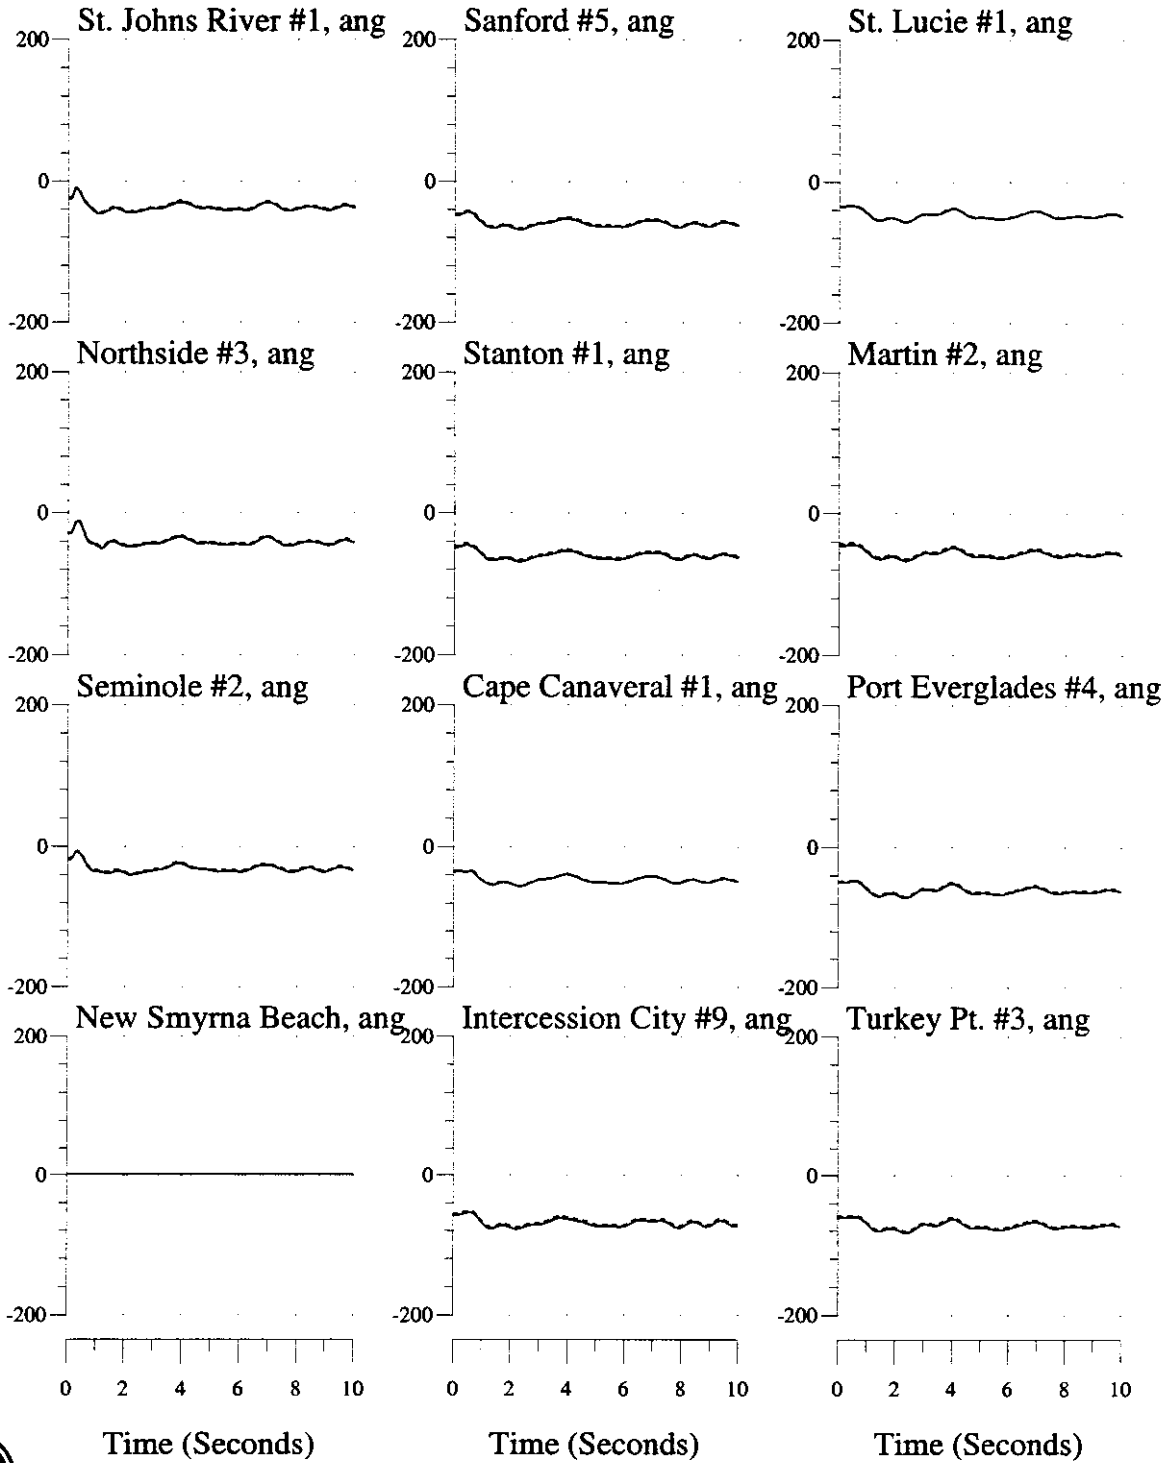 St. Johns River #1, ang Sanford #5, ang St. Lucie #1, ang
200 200 200
0 0 0
-200 -200 -200
Northside #3, ang Stanton #1, ang Martin #2, ang
200 200 200
0 0 0
-200 -200 -200
Seminole #2, ang Cape Canaveral #1, ang Port Everglades #4, ang
200 200 200
0 0 0
-200 -200 -200
New Smyrna Beach, ang Intercession City #9, ang Turkey Pt. #3, ang
200 200 200
0 0 0
-200 -200 -200
0 2 4 6 8 10 0 2 4 6 8 10 0 2 4 6 8 10
Time (Seconds) Time (Seconds) Time (Seconds)